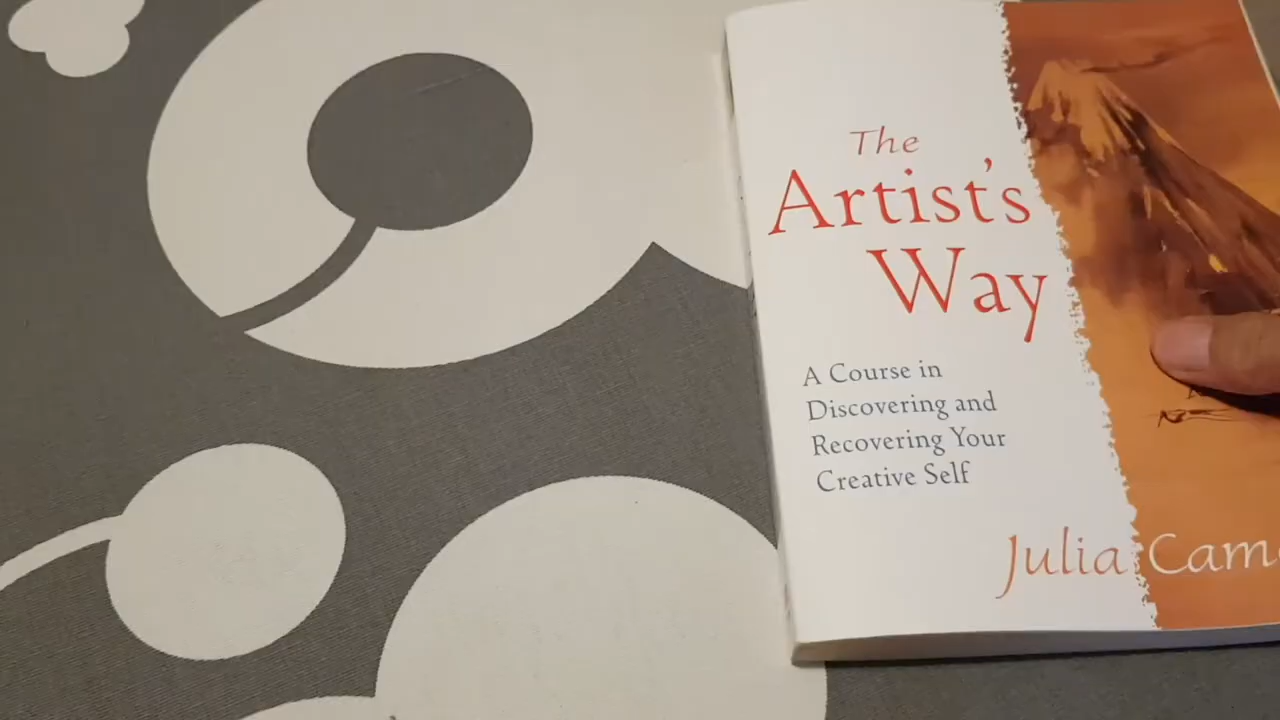 The
Artist's
Way
A Course in
Discovering and
Recovering Your
Creative Self
Julia Cam